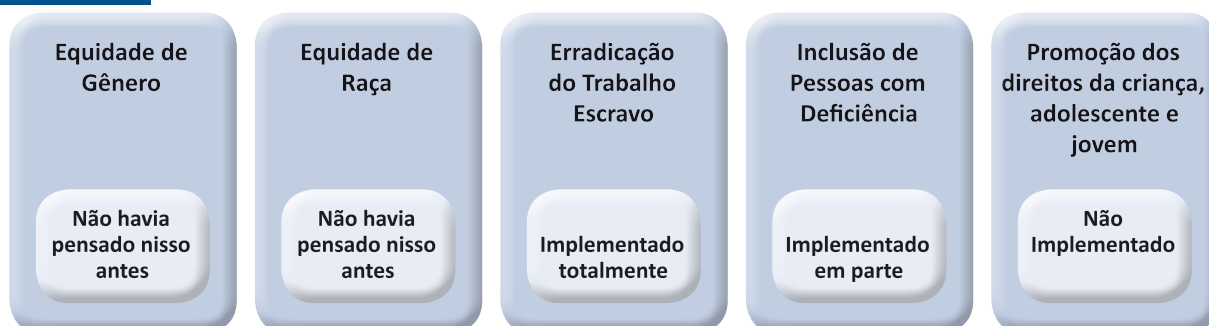 Equidade de
Gênero
Não havia
pensado nisso
antes
Equidade de
Raça
Não havia
pensado nisso
antes
Erradicação
do Trabalho
Escravo
Implementado
totalmente
Inclusão de
Pessoas com
Deficiência
Implementado
em parte
Promoção dos
direitos da criança,
adolescente e
jovem
Não
Implementado